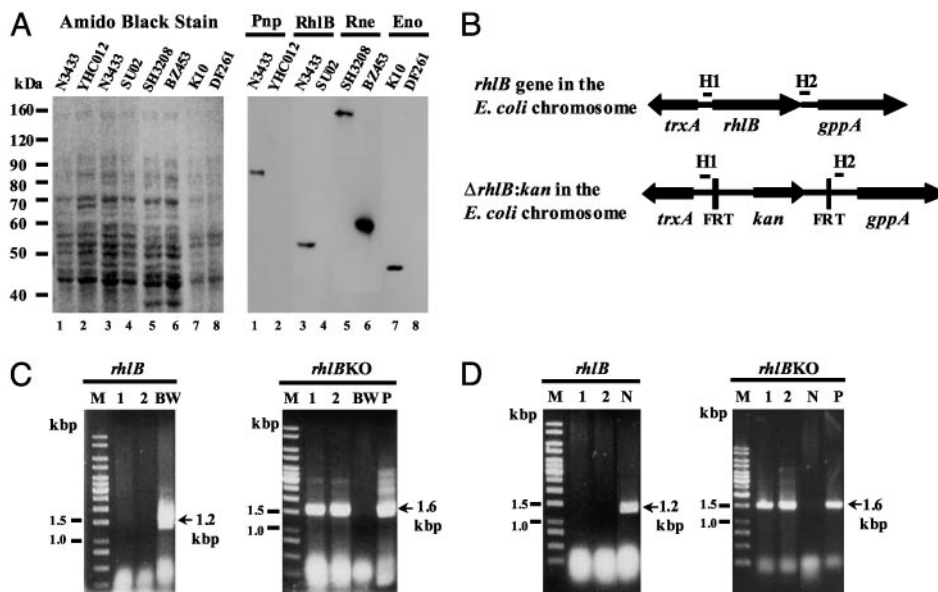 A
Amido Black Stain
Pnp RhlB Rne Eno
kDa
N3433 YHC012 N3433 SU02 SH3208 BZ453 K10 DF261
N3433 YHC012 N3433 SU02 SH3208 BZ453 K10 DF261
160
120
90
80
70
60
50
40
1 2 3 4 5 6 7 8
1 2 3 4 5 6 7 8
B
H1 H2
rhlB gene in the
E. coli chromosome
trxA rhlB gppA
H1 H2
ΔrhlB:kan in the
E. coli chromosome
trxA FRT kan FRT gppA
C
rhlB
rhlBKO
M 1 2 BW
M 1 2 BW P
kbp
kbp
1.5
1.0
1.2
kbp
1.5
1.0
1.6
kbp
D
rhlB
rhlBKO
M 1 2 N
M 1 2 N P
kbp
kbp
1.5
1.0
1.2
kbp
1.5
1.0
1.6
kbp